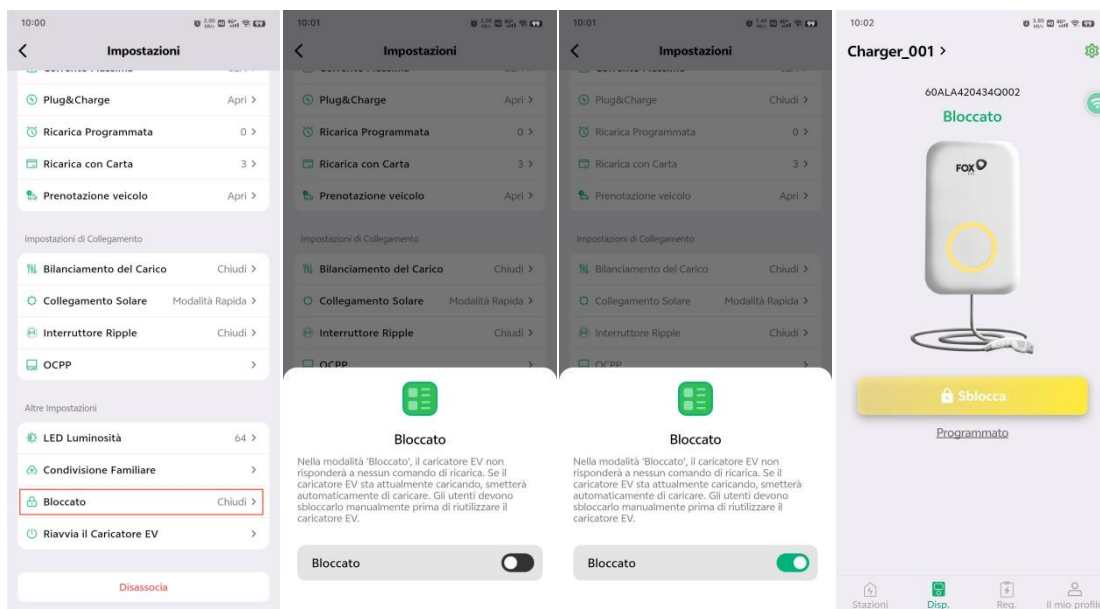 10:00
Impostazioni
Plug&Charge Apri >
Ricarica Programmata 0 >
Ricarica con Carta 3 >
Prenotazione veicolo Apri >
Impostazioni di Collegamento
Bilanciamento del Carico Chiudi >
Collegamento Solare Modalità Rapida >
Interruttore Ripple Chiudi >
OCPP >
Altre Impostazioni
LED Luminosità 64 >
Condivisione Familiare >
Bloccato Chiudi >
Riavvia il Caricatore EV >
Disassocia
10:01
Impostazioni
Plug&Charge Apri >
Ricarica Programmata 0 >
Ricarica con Carta 3 >
Prenotazione veicolo Apri >
Impostazioni di Collegamento
Bilanciamento del Carico Chiudi >
Collegamento Solare Modalità Rapida >
Interruttore Ripple Chiudi >
OCPP
Bloccato
Nella modalità 'Bloccato', il caricatore EV non
risponderà a nessun comando di ricarica. Se il
caricatore EV sta attualmente caricando, smetterà
automaticamente di caricare. Gli utenti devono
sbloccarlo manualmente prima di riutilizzare il
caricatore EV.
Bloccato
10:01
Impostazioni
Plug&Charge Chiudi >
Ricarica Programmata 0 >
Ricarica con Carta 3 >
Prenotazione veicolo Apri >
Impostazioni di Collegamento
Bilanciamento del Carico Chiudi >
Collegamento Solare Modalità Rapida >
Interruttore Ripple Chiudi >
OCPP
Bloccato
Nella modalità 'Bloccato', il caricatore EV non
risponderà a nessun comando di ricarica. Se il
caricatore EV sta attualmente caricando, smetterà
automaticamente di caricare. Gli utenti devono
sbloccarlo manualmente prima di riutilizzare il
caricatore EV.
Bloccato
10:02
Charger_001 >
60ALA420434Q002
Bloccato
FOX
Sblocca
Programmato
Stazioni Disp. Reg. Il mio profilo